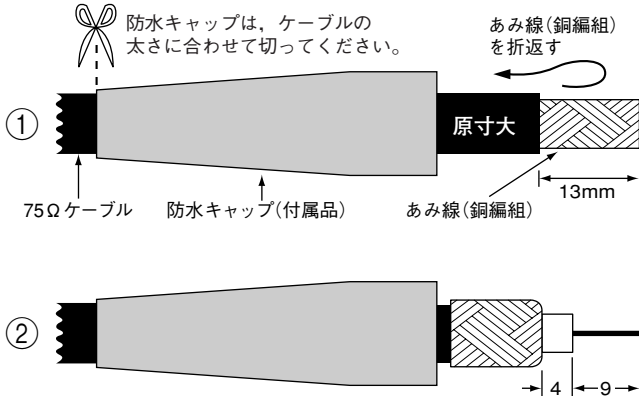 防水キャップは，ケーブルの
太さに合わせて切ってください。
あみ線（銅編組）
を折返す
①
原寸大
75Ωケーブル
防水キャップ（付属品）
あみ線（銅編組）
13mm
②
4
9